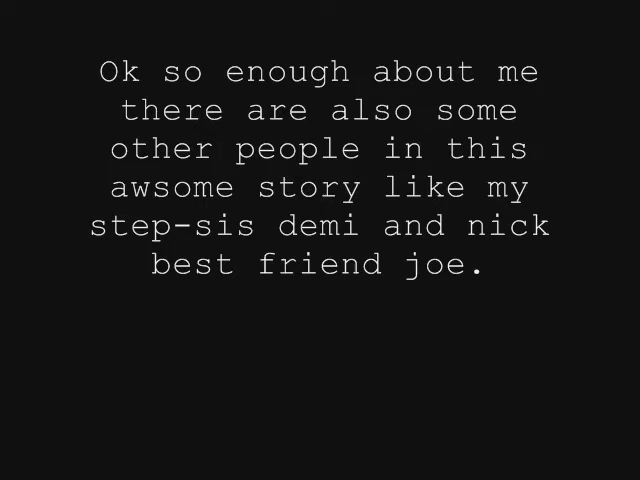 Ok so enough about me
there are also some
other people in this
awsome story like my
step-sis demi and nick
best friend joe.